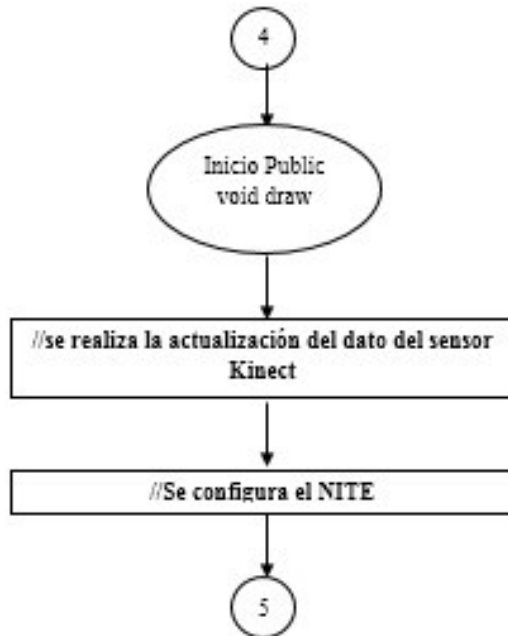 4
Inicio Public
void draw
//se realiza la actualización del dato del sensor
Kinect
//Se configura el NITE
5